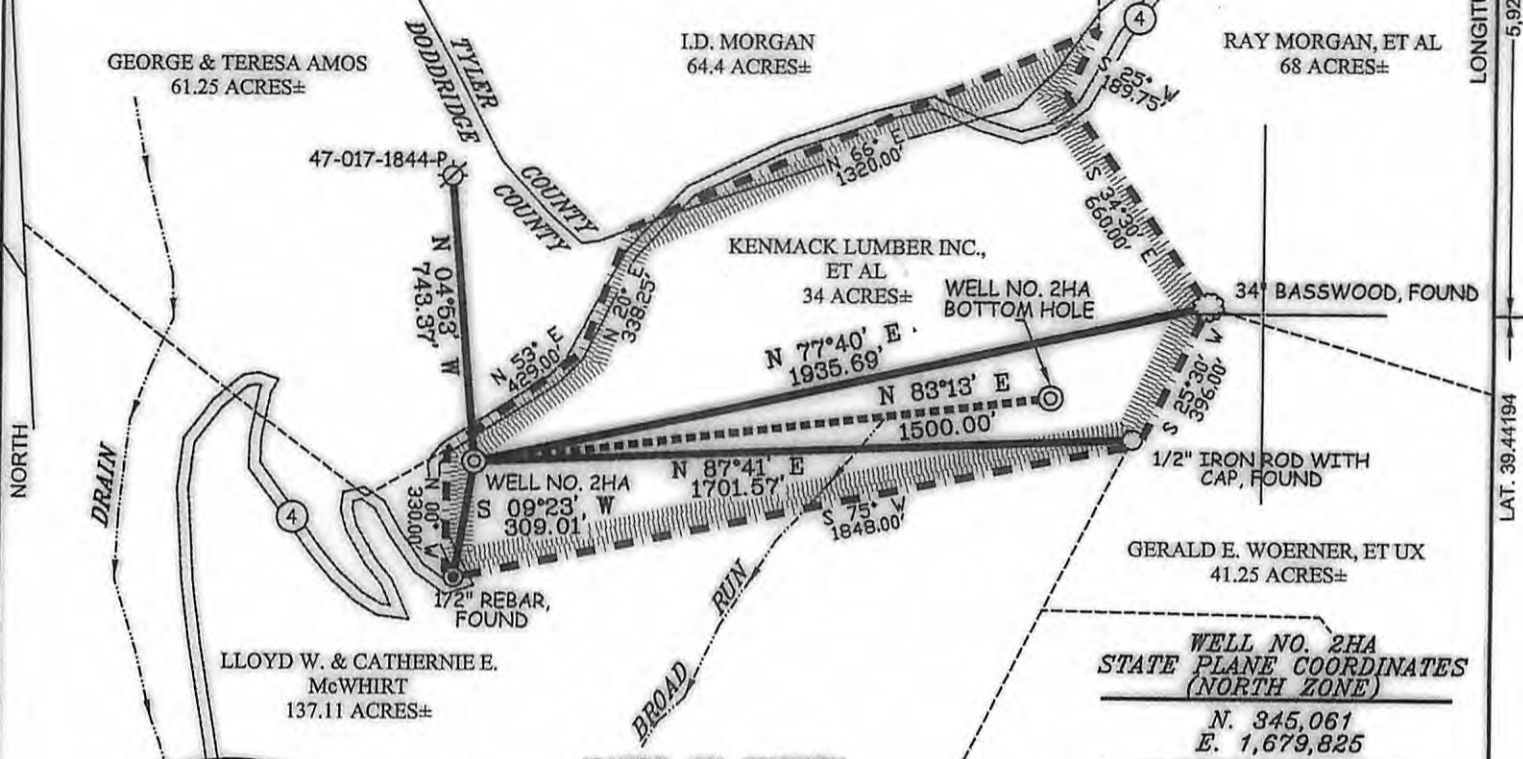 GEORGE & TERESA AMOS
61.25 ACRES±
TYLER
DODDRIDGE
COUNTY
COUNTY
I.D. MORGAN
64.4 ACRES±
4
RAY MORGAN, ET AL
68 ACRES±
LONGITU
5,92
S 25° W
189.75'
47-017-1844-P
N 66° E
1320.00'
S 34°30' E
660.00'
N 04°53' W
743.37'
N 20° E
338.25'
N 53° E
429.00'
KENMACK LUMBER INC.,
ET AL
34 ACRES±
WELL NO. 2HA
BOTTOM HOLE
34" BASSWOOD, FOUND
N 77°40' E
1935.69'
N 83°13' E
1500.00'
S 25°30' W
396.00'
NORTH
DRAIN
LAT. 39.44194
N 87°41' E
1701.57'
WELL NO. 2HA
1/2" IRON ROD WITH
CAP, FOUND
N 00° W
330.00'
S 09°23' W
309.01'
S 75° W
1848.00'
4
1/2" REBAR,
FOUND
GERALD E. WOERNER, ET UX
41.25 ACRES±
BROAD RUN
LLOYD W. & CATHERNIE E.
McWHIRT
137.11 ACRES±
WELL NO. 2HA
STATE PLANE COORDINATES
(NORTH ZONE)
N. 345,061
E. 1,679,825